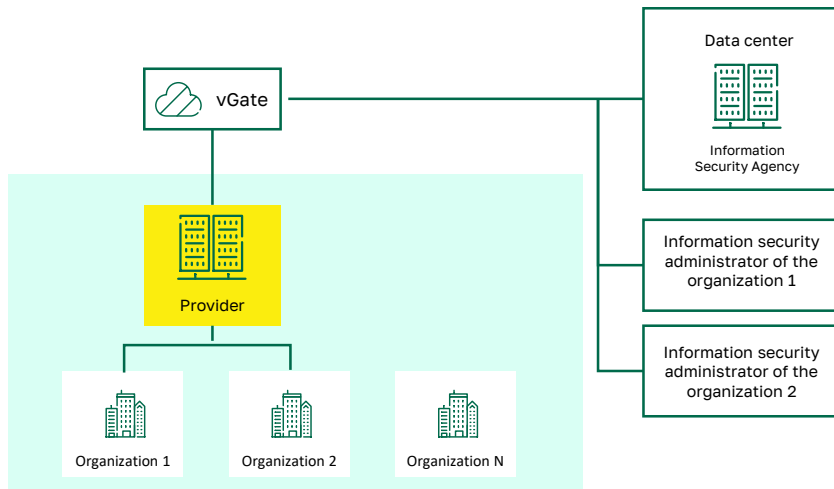 vGate
Data center
Information
Security Agency
Provider
Information security
administrator of the
organization 1
Information security
administrator of the
organization 2
Organization 1
Organization 2
Organization N